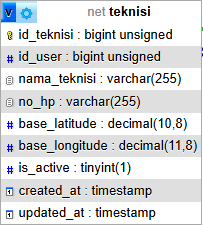 v net teknisi
id_teknisi : bigint unsigned
# id_user : bigint unsigned
nama_teknisi : varchar(255)
no_hp : varchar(255)
# base_latitude : decimal(10,8)
# base_longitude : decimal(11,8)
# is_active : tinyint(1)
created_at : timestamp
updated_at : timestamp